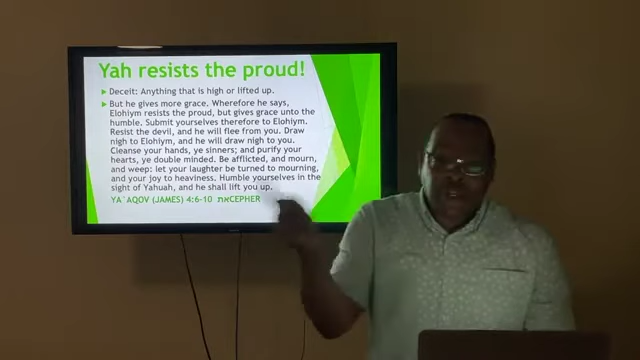 Yah resists the proud!
Deceit: Anything that is high or lifted up.
But he gives more grace. Wherefore he says,
Elohiym resists the proud, but gives grace unto the
humble. Submit yourselves therefore to Elohiym.
Resist the devil, and he will flee from you. Draw
nigh to Elohiym, and he will draw nigh to you.
Cleanse your hands, ye sinners; and purify your
hearts, ye double minded. Be afflicted, and mourn,
and weep: let your laughter be turned to mourning,
and your joy to heaviness. Humble yourselves in the
sight of Yahuah, and he shall lift you up.
YA`AQOV (JAMES) 4:6-10 את CEPHER